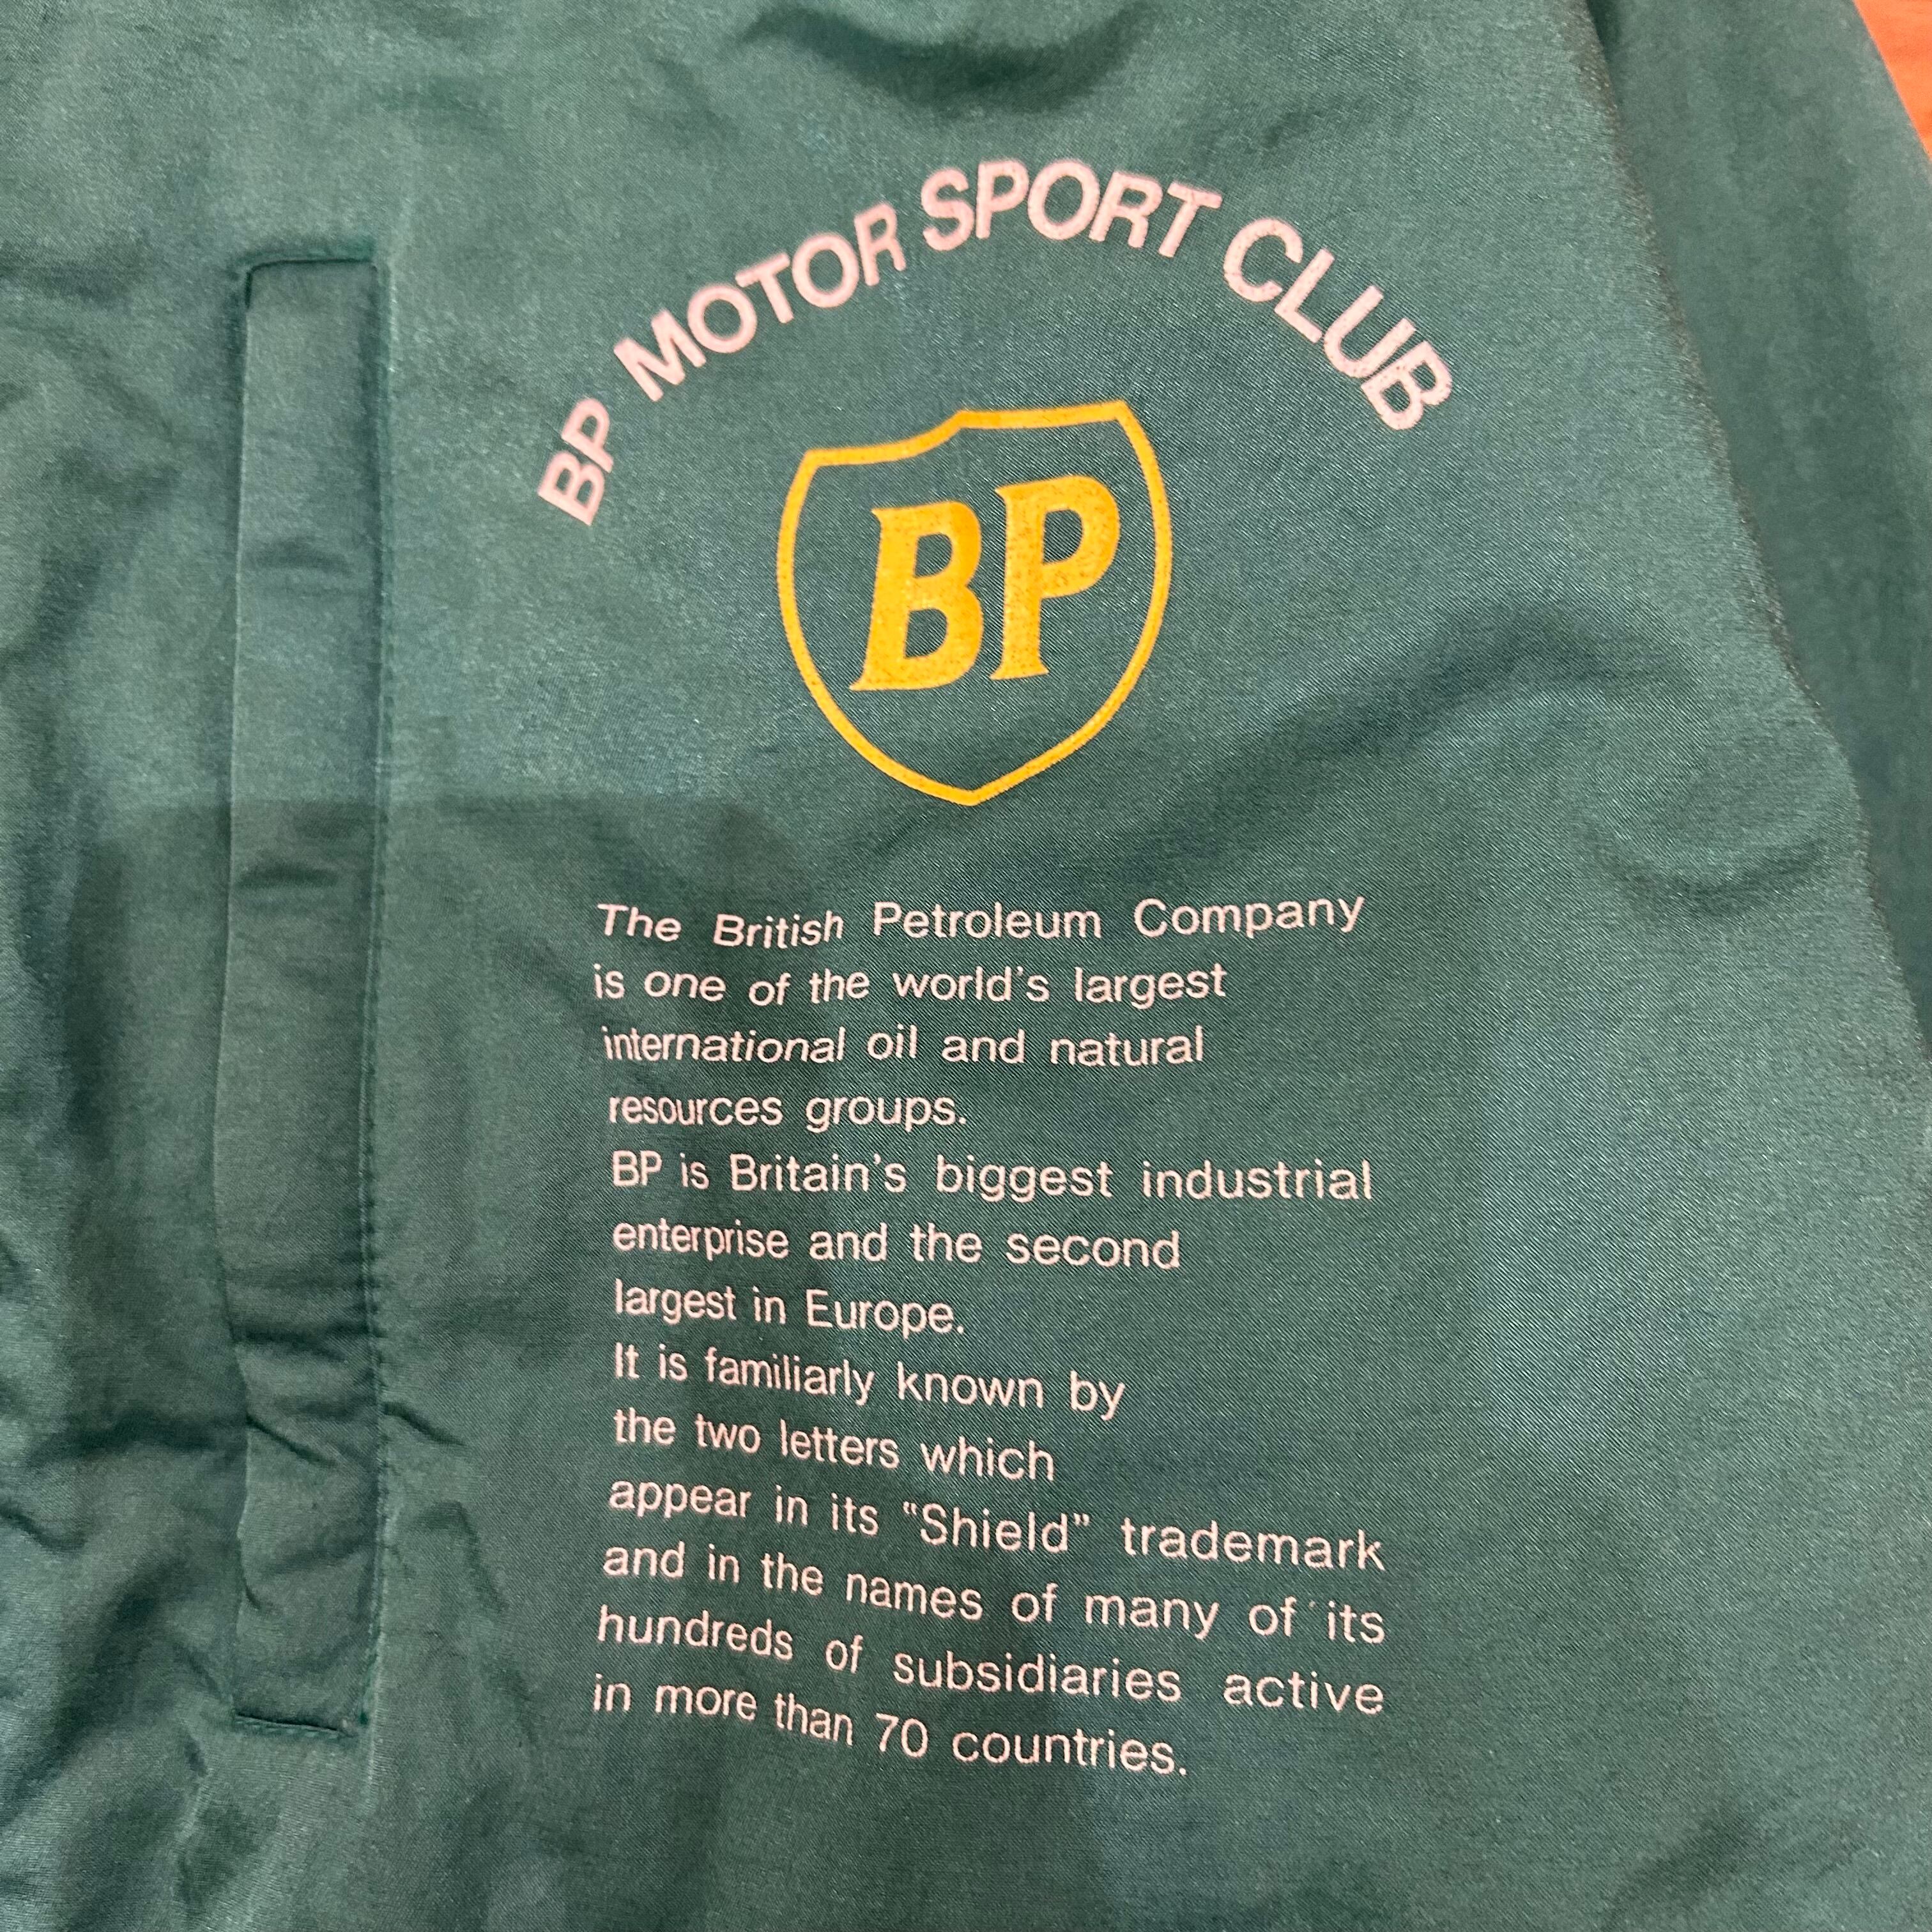 BP MOTOR SPORT CLUB
BP
The British Petroleum Company
is one of the world's largest
international oil and natural
resources groups.
BP is Britain's biggest industrial
enterprise and the second
largest in Europe.
It is familiarly known by
the two letters which
appear in its "Shield" trademark
and in the names of many of its
hundreds of subsidiaries active
in more than 70 countries.